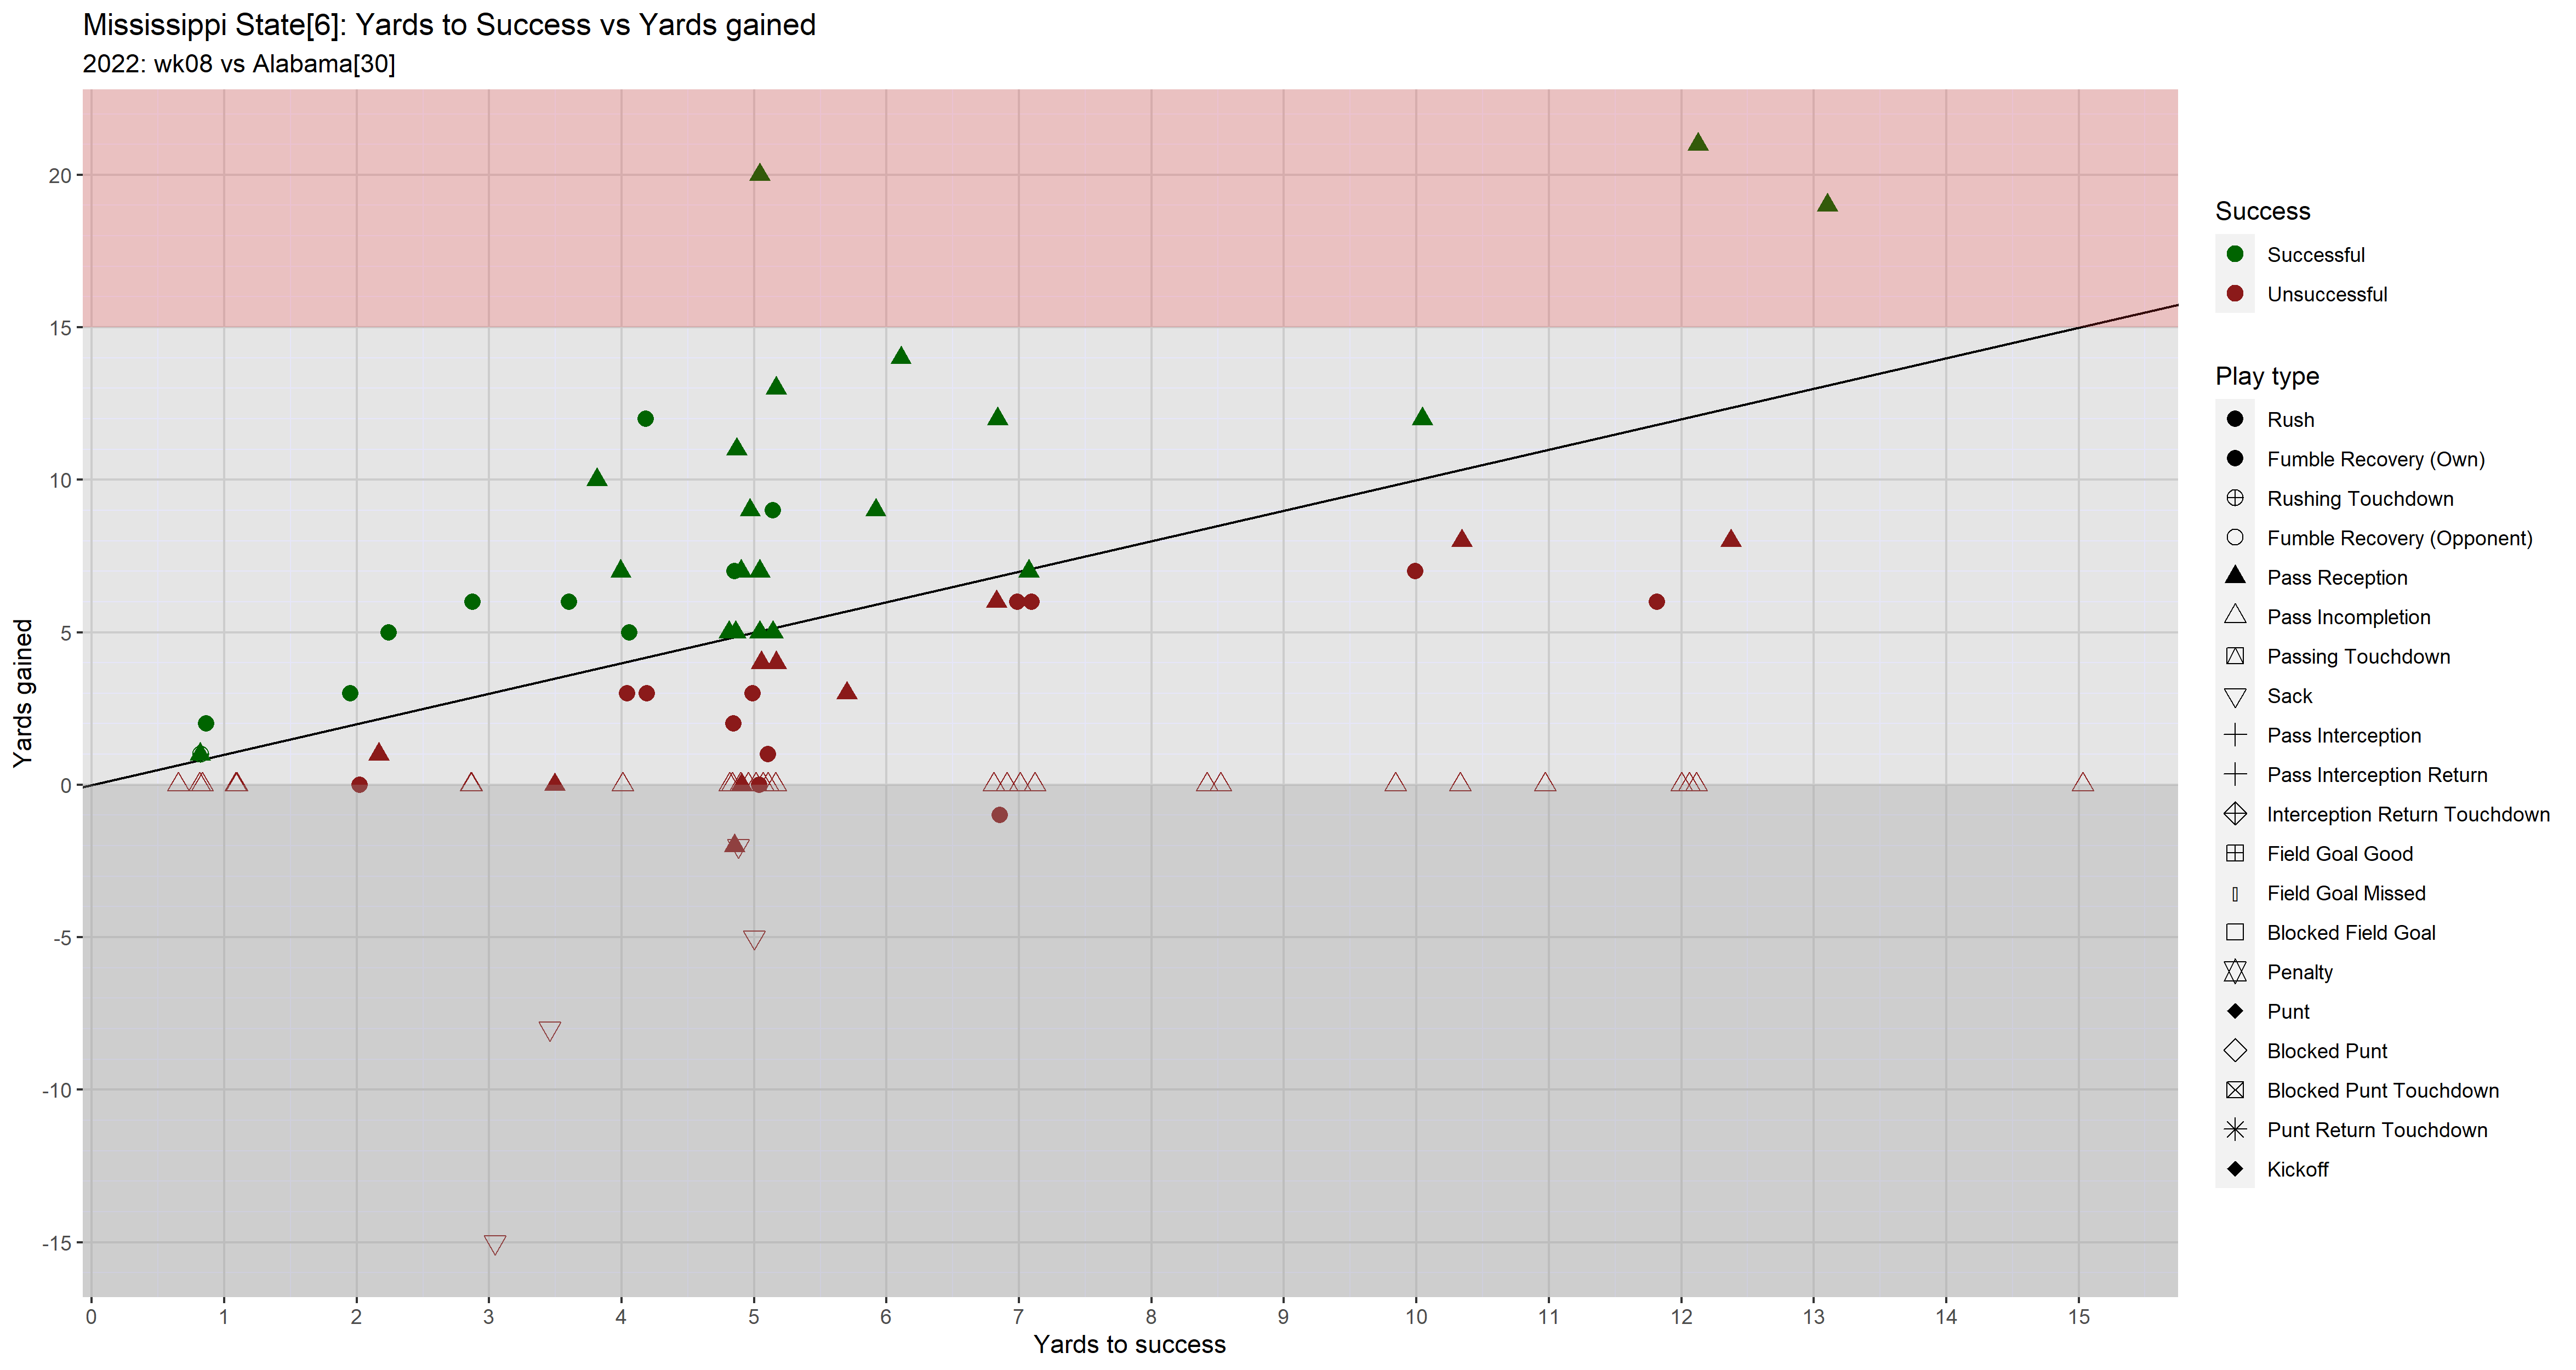 Mississippi State[6]: Yards to Success vs Yards gained
2022: wk08 vs Alabama[30]
Yards gained
20
15
10
5
0
-5
-10
-15
0 1 2 3 4 5 6 7 8 9 10 11 12 13 14 15
Yards to success
Success
Successful
Unsuccessful
Play type
Rush
Fumble Recovery (Own)
Rushing Touchdown
Fumble Recovery (Opponent)
Pass Reception
Pass Incompletion
Passing Touchdown
Sack
Pass Interception
Pass Interception Return
Interception Return Touchdown
Field Goal Good
Field Goal Missed
Blocked Field Goal
Penalty
Punt
Blocked Punt
Blocked Punt Touchdown
Punt Return Touchdown
Kickoff